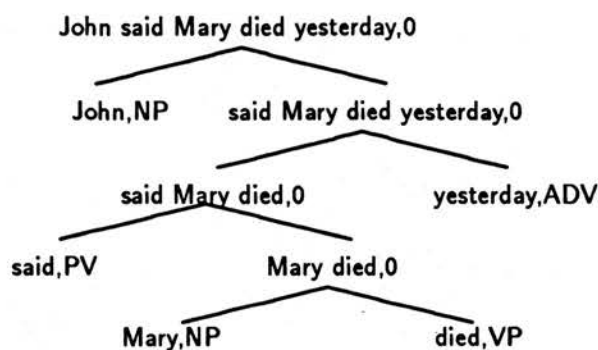 John said Mary died yesterday,0
John,NP said Mary died yesterday,0
said Mary died,0 yesterday,ADV
said,PV Mary died,0
Mary,NP died,VP